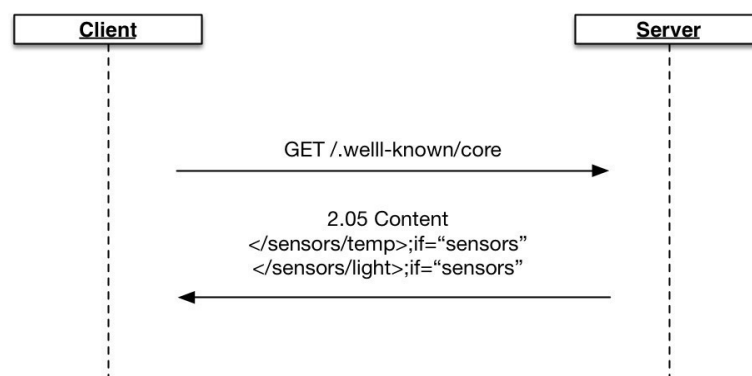 Client
Server
GET /.welll-known/core
2.05 Content
</sensors/temp>;if=“sensors”
</sensors/light>;if=“sensors”